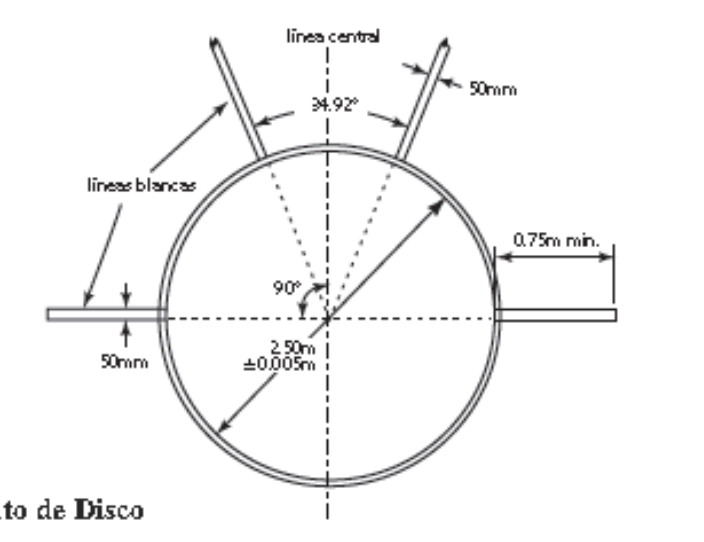 línea central
50mm
34.92°
líneas blancas
0.75m min.
90°
2.50m
±0.005m
50mm
to de Disco